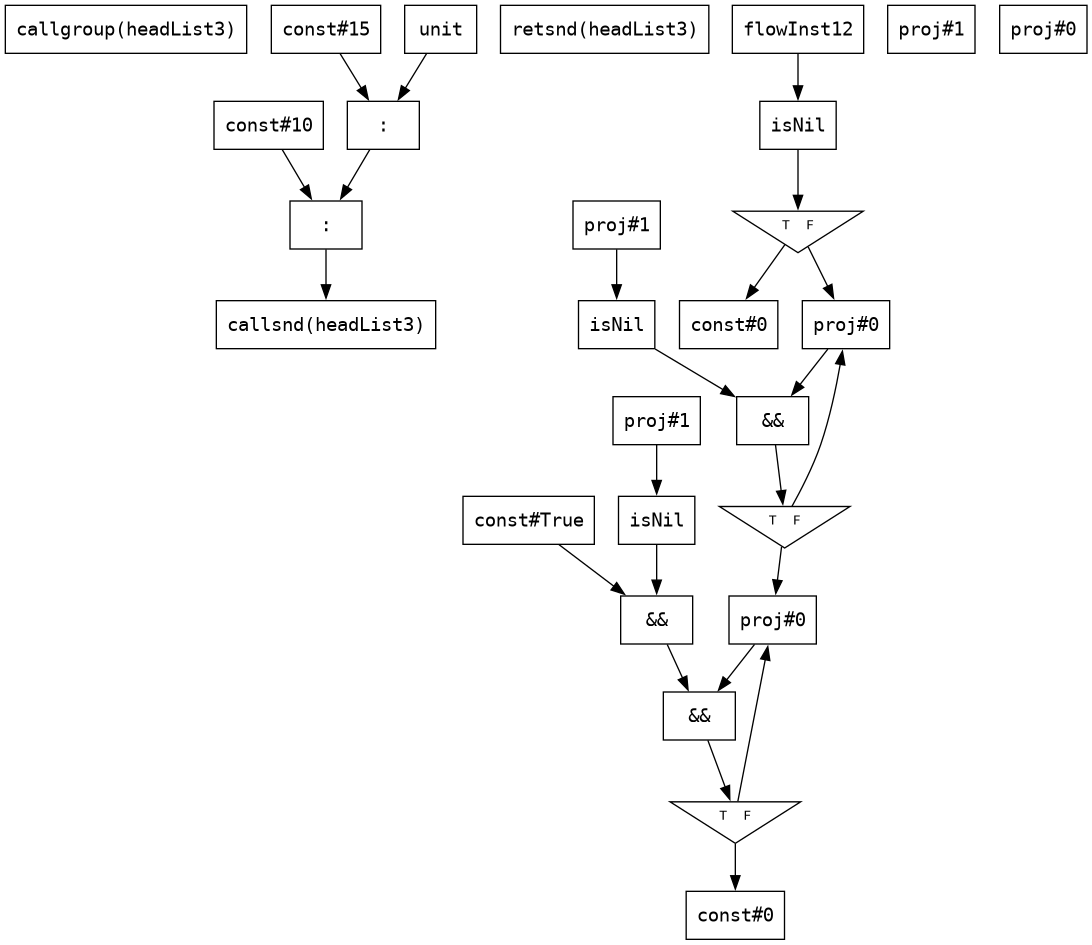 callgroup(headList3)
const#15
unit
retsnd(headList3)
flowInst12
proj#1
proj#0
const#10
:
isNil
:
proj#1
T F
callsnd(headList3)
isNil
const#0
proj#0
proj#1
&&
const#True
isNil
T F
&&
proj#0
&&
T F
const#0